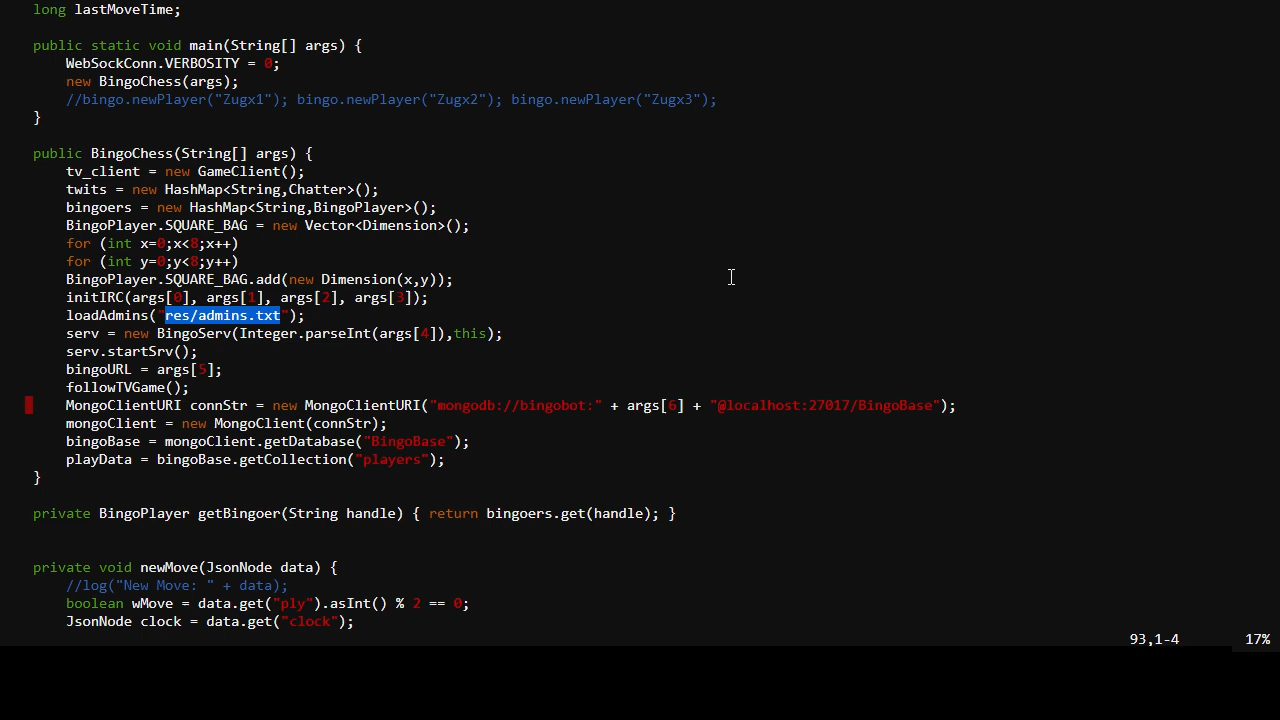 long lastMoveTime;
public static void main(String[] args) {
WebSockConn.VERBOSITY = 0;
new BingoChess(args);
//bingo.newPlayer("Zugx1"); bingo.newPlayer("Zugx2"); bingo.newPlayer("Zugx3");
}
public BingoChess(String[] args) {
tv_client = new GameClient();
twits = new HashMap<String,Chatter>();
bingoers = new HashMap<String,BingoPlayer>();
BingoPlayer.SQUARE_BAG = new Vector<Dimension>();
for (int x=0;x<8;x++)
for (int y=0;y<8;y++)
BingoPlayer.SQUARE_BAG.add(new Dimension(x,y));
initIRC(args[0], args[1], args[2], args[3]);
loadAdmins("res/admins.txt");
serv = new BingoServ(Integer.parseInt(args[4]),this);
serv.startSrv();
bingoURL = args[5];
followTVGame();
MongoClientURI connStr = new MongoClientURI("mongodb://bingobot:" + args[6] + "@localhost:27017/BingoBase");
mongoClient = new MongoClient(connStr);
bingoBase = mongoClient.getDatabase("BingoBase");
playData = bingoBase.getCollection("players");
}
private BingoPlayer getBingoer(String handle) { return bingoers.get(handle); }
private void newMove(JsonNode data) {
//log("New Move: " + data);
boolean wMove = data.get("ply").asInt() % 2 == 0;
JsonNode clock = data.get("clock");
93,1-4 17%